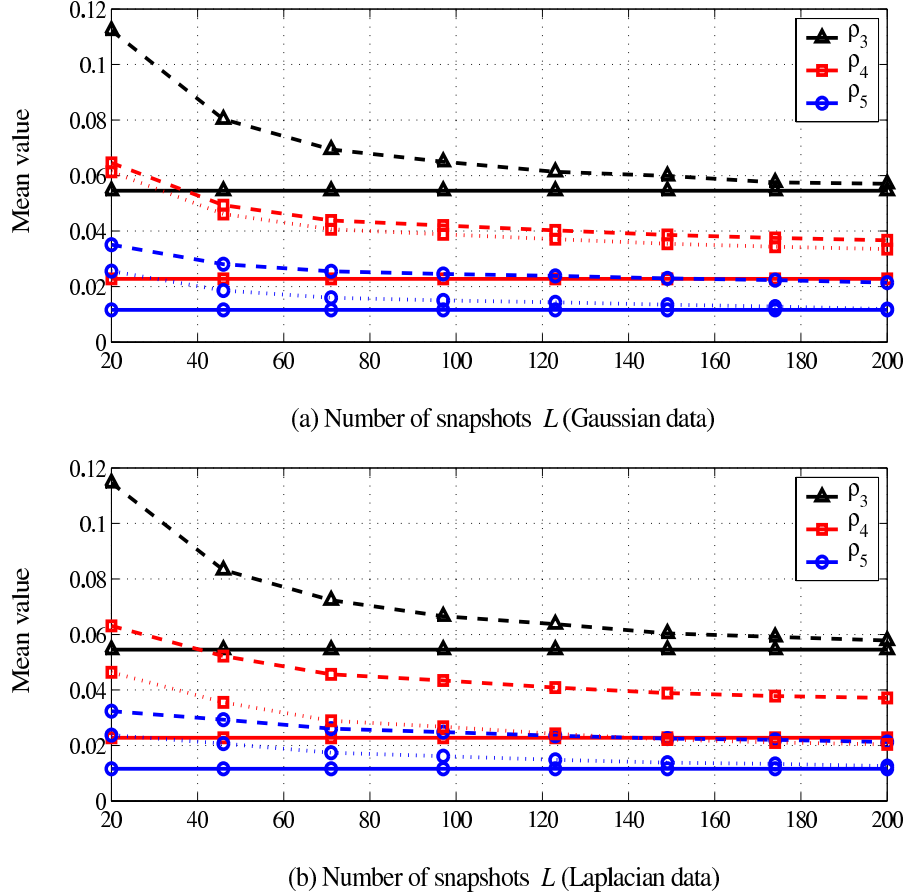 0.12
0.1
0.08
0.06
0.04
0.02
0
Mean value
ρ3
ρ4
ρ5
20 40 60 80 100 120 140 160 180 200
(a) Number of snapshots L (Gaussian data)
0.12
0.1
0.08
0.06
0.04
0.02
0
Mean value
ρ3
ρ4
ρ5
20 40 60 80 100 120 140 160 180 200
(b) Number of snapshots L (Laplacian data)